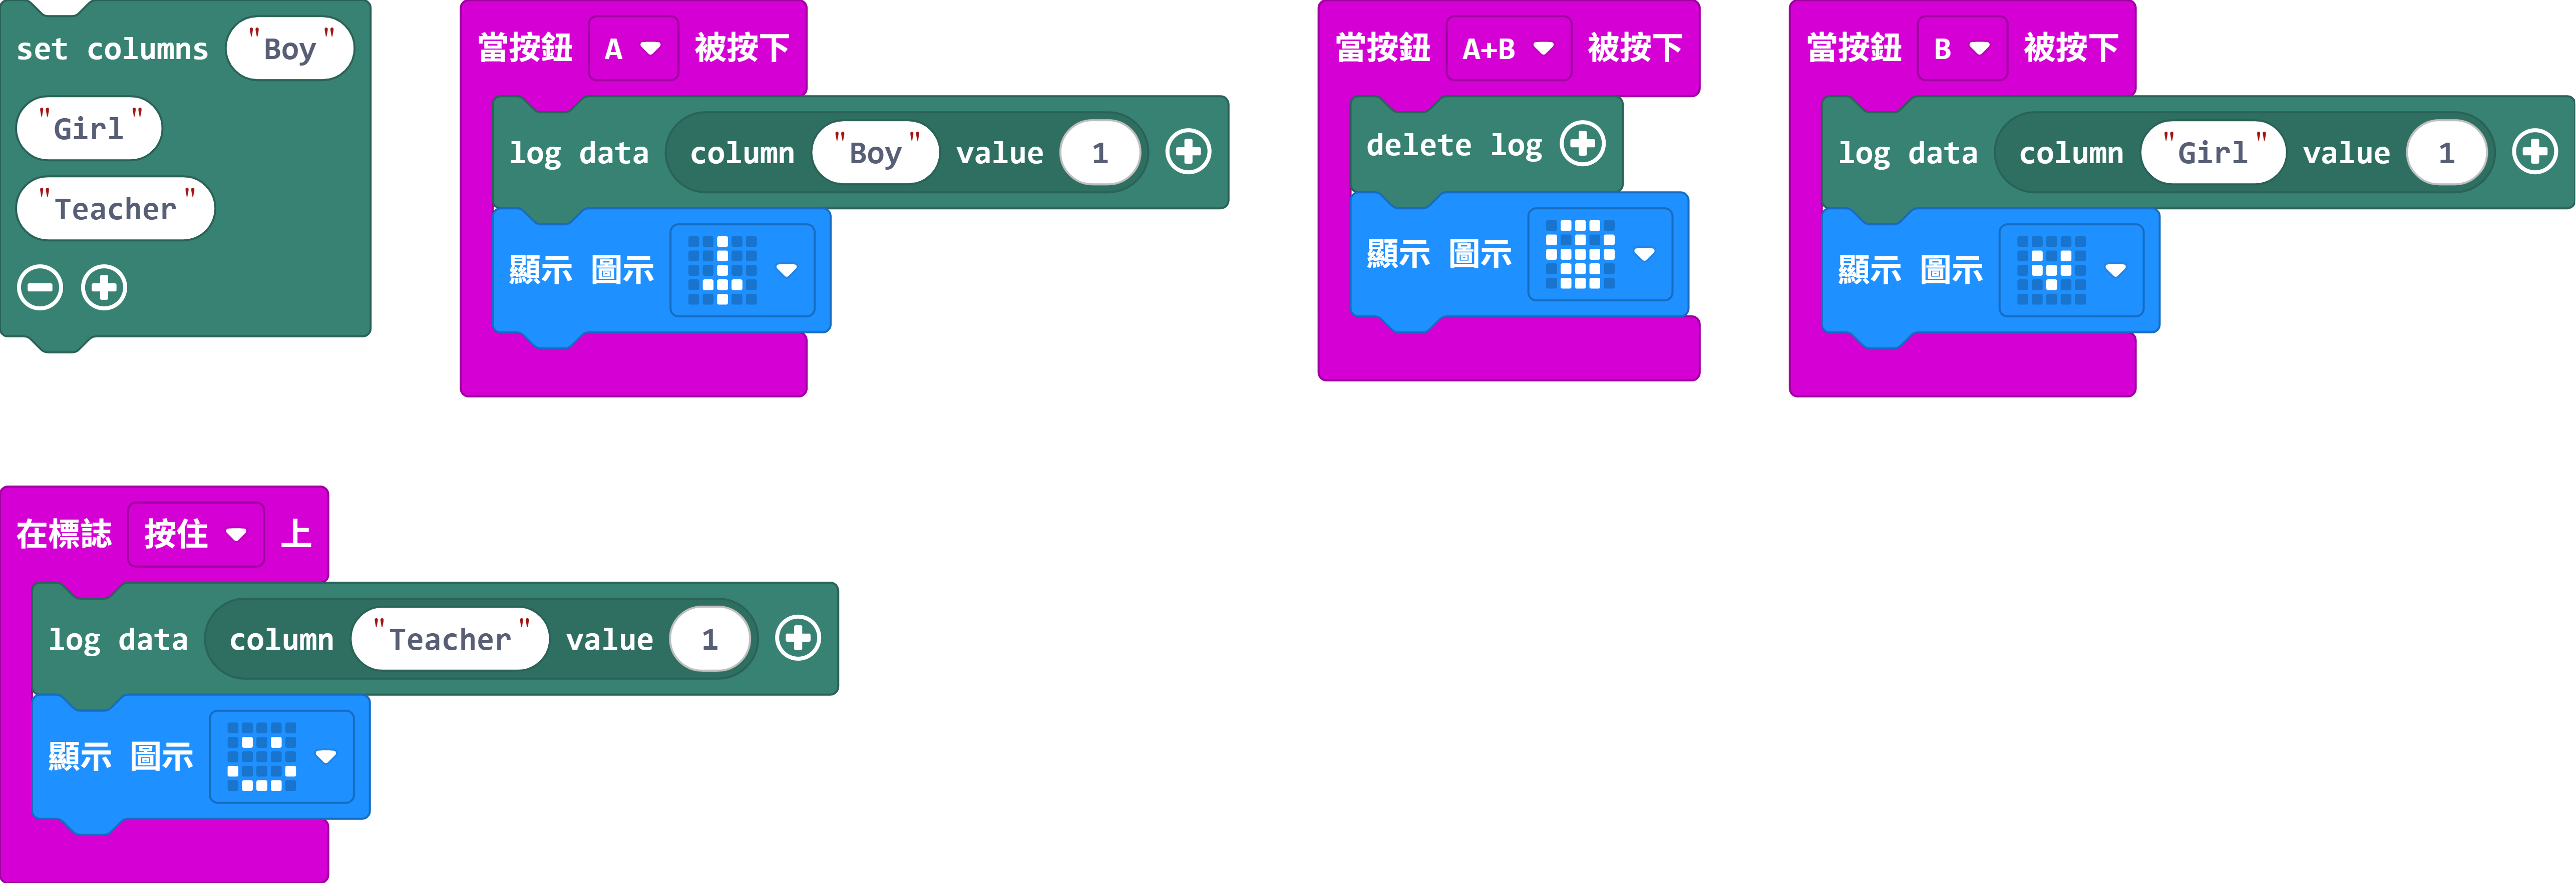 set columns "Boy"
"Girl"
"Teacher"
當按鈕 A 被按下
log data column "Boy" value 1
顯示 圖示
當按鈕 A+B 被按下
delete log
顯示 圖示
當按鈕 B 被按下
log data column "Girl" value 1
顯示 圖示
在標誌 按住 上
log data column "Teacher" value 1
顯示 圖示